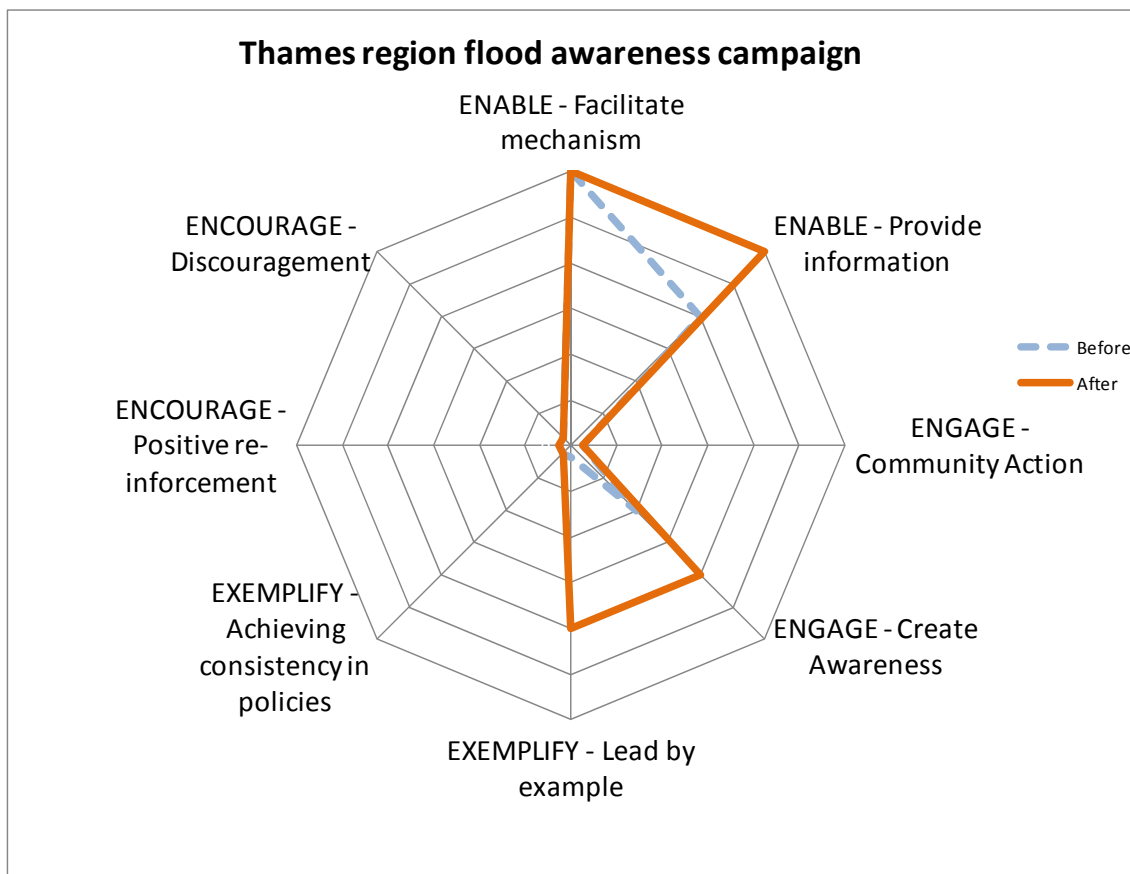 Thames region flood awareness campaign
ENABLE - Facilitate
mechanism
ENABLE - Provide
information
ENGAGE -
Community Action
ENGAGE - Create
Awareness
EXEMPLIFY - Lead by
example
EXEMPLIFY -
Achieving
consistency in
policies
ENCOURAGE -
Positive re-
inforcement
ENCOURAGE -
Discouragement
Before
After